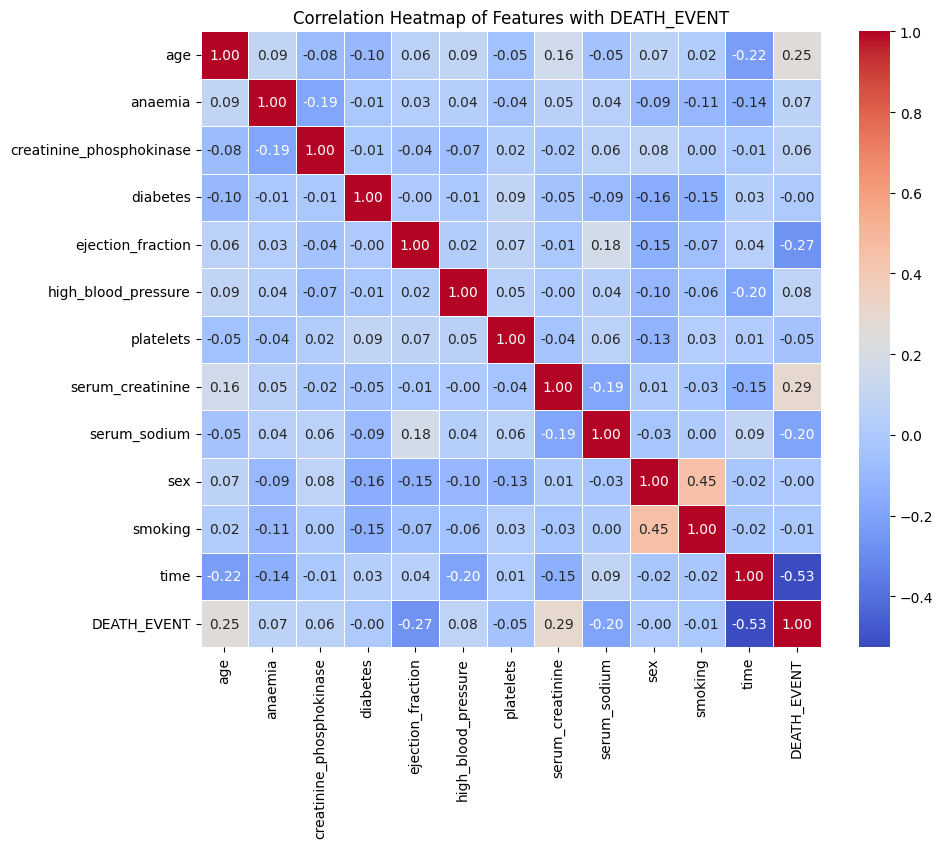 Correlation Heatmap of Features with DEATH_EVENT
age 1.00 0.09 -0.08 -0.10 0.06 0.09 -0.05 0.16 -0.05 0.07 0.02 -0.22 0.25
anaemia 0.09 1.00 -0.19 -0.01 0.03 0.04 -0.04 0.05 0.04 -0.09 -0.11 -0.14 0.07
creatinine_phosphokinase -0.08 -0.19 1.00 -0.01 -0.04 -0.07 0.02 -0.02 0.06 0.08 0.00 -0.01 0.06
diabetes -0.10 -0.01 -0.01 1.00 -0.00 -0.01 0.09 -0.05 -0.09 -0.16 -0.15 0.03 -0.00
ejection_fraction 0.06 0.03 -0.04 -0.00 1.00 0.02 0.07 -0.01 0.18 -0.15 -0.07 0.04 -0.27
high_blood_pressure 0.09 0.04 -0.07 -0.01 0.02 1.00 0.05 -0.00 0.04 -0.10 -0.06 -0.20 0.08
platelets -0.05 -0.04 0.02 0.09 0.07 0.05 1.00 -0.04 0.06 -0.13 0.03 0.01 -0.05
serum_creatinine 0.16 0.05 -0.02 -0.05 -0.01 -0.00 -0.04 1.00 -0.19 0.01 -0.03 -0.15 0.29
serum_sodium -0.05 0.04 0.06 -0.09 0.18 0.04 0.06 -0.19 1.00 -0.03 0.00 0.09 -0.20
sex 0.07 -0.09 0.08 -0.16 -0.15 -0.10 -0.13 0.01 -0.03 1.00 0.45 -0.02 -0.00
smoking 0.02 -0.11 0.00 -0.15 -0.07 -0.06 0.03 -0.03 0.00 0.45 1.00 -0.02 -0.01
time -0.22 -0.14 -0.01 0.03 0.04 -0.20 0.01 -0.15 0.09 -0.02 -0.02 1.00 -0.53
DEATH_EVENT 0.25 0.07 0.06 -0.00 -0.27 0.08 -0.05 0.29 -0.20 -0.00 -0.01 -0.53 1.00
age
anaemia
creatinine_phosphokinase
diabetes
ejection_fraction
high_blood_pressure
platelets
serum_creatinine
serum_sodium
sex
smoking
time
DEATH_EVENT
1.0
0.8
0.6
0.4
0.2
0.0
−0.2
−0.4